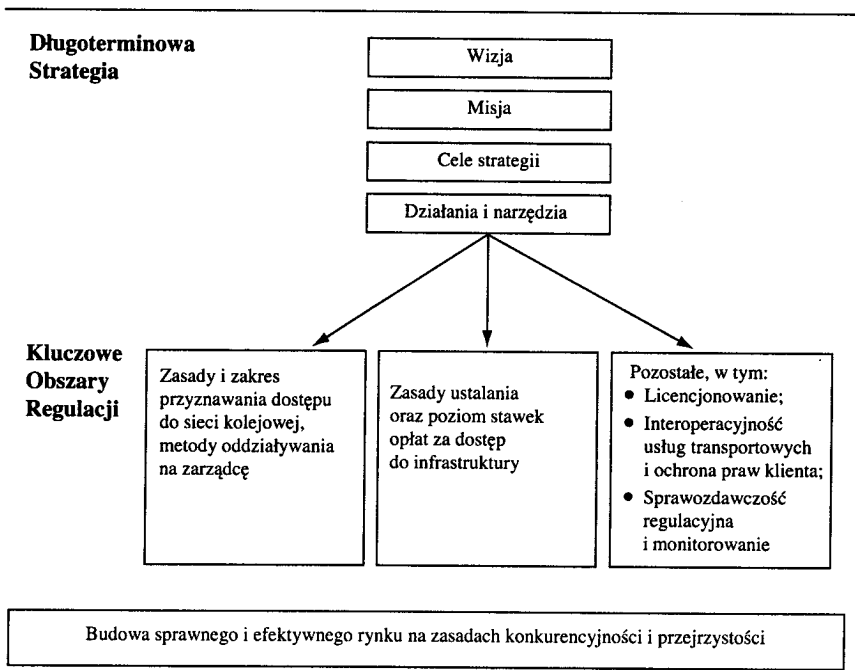 Długoterminowa
Strategia
Wizja
Misja
Cele strategii
Działania i narzędzia
Kluczowe
Obszary
Regulacji
Zasady i zakres
przyznawania dostępu
do sieci kolejowej,
metody oddziaływania
na zarządcę
Zasady ustalania
oraz poziom stawek
opłat za dostęp
do infrastruktury
Pozostałe, w tym:
● Licencjonowanie;
● Interoperacyjność
usług transportowych
i ochrona praw klienta;
● Sprawozdawczość
regulacyjna
i monitorowanie
Budowa sprawnego i efektywnego rynku na zasadach konkurencyjności i przejrzystości